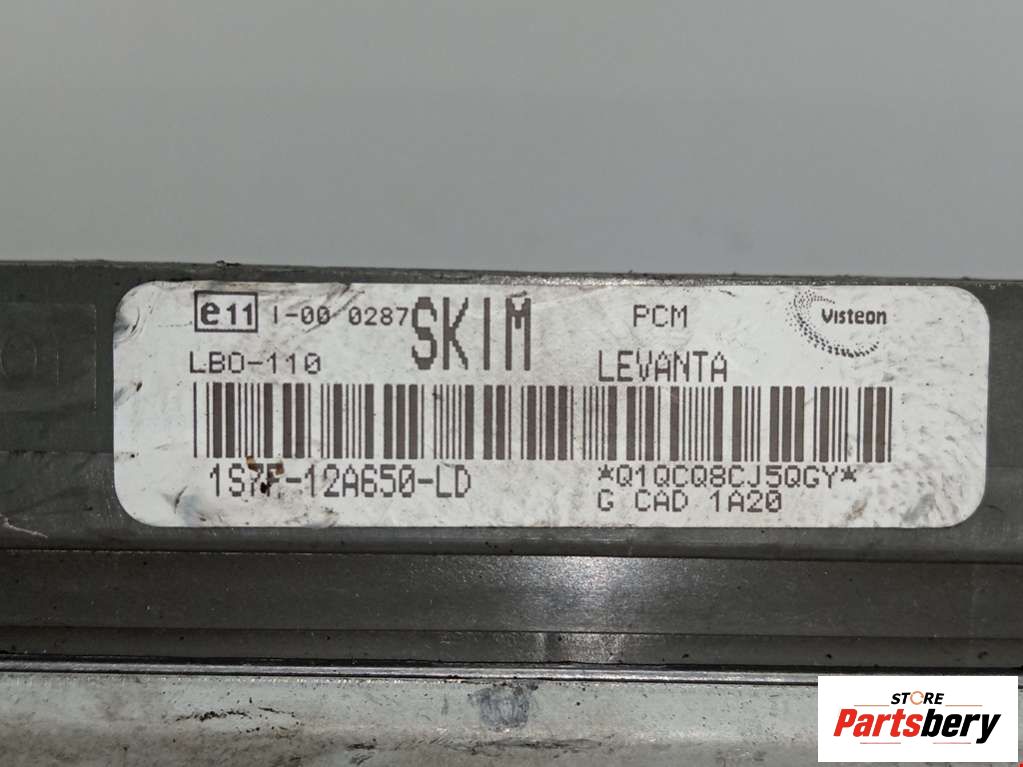 e11 I-00 0287 SKIM PCM Visteon
LBO-110 LEVANTA
1S7F-12A650-LD *Q1QCQ8CJ5QGY*
G CAD 1A20
STORE
Partsbery